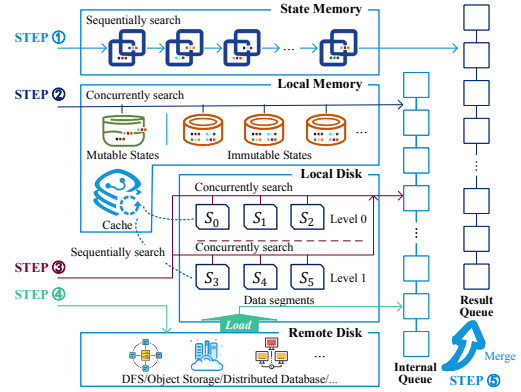 State Memory
Sequentially search
STEP ①
...
Local Memory
STEP ②
Concurrently search
Mutable States
Immutable States
...
Local Disk
Concurrently search
S0 S1 S2 Level 0
Cache
Sequentially search
Concurrently search
STEP ③
S3 S4 S5 Level 1
STEP ④
Data segments
Load
Remote Disk
...
DFS/Object Storage/Distributed Database/...
Internal
Queue
Result
Queue
Merge
STEP ⑤